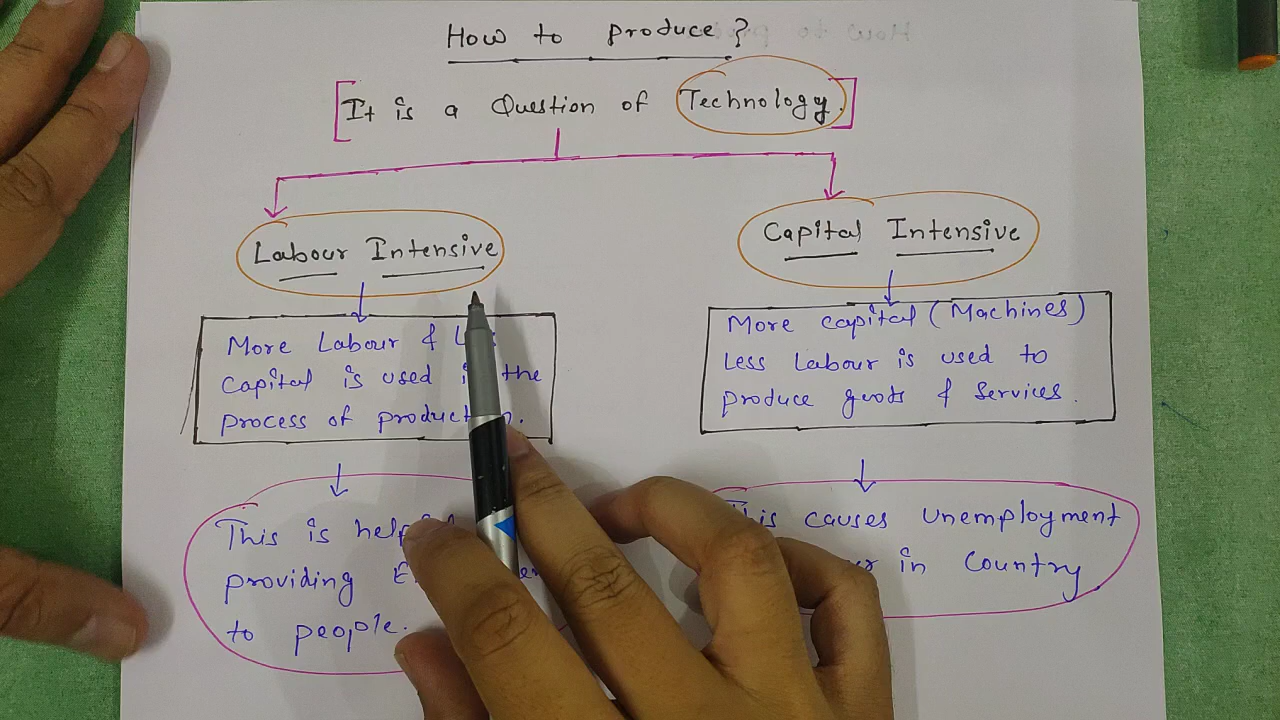 How to produce?
[It is a Question of Technology.]
Labour Intensive
Capital Intensive
More Labour &
capital is used the
process of
More capital (Machines)
Less Labour is used to
produce goods & services.
This is
providing
to people.
causes unemployment
in country